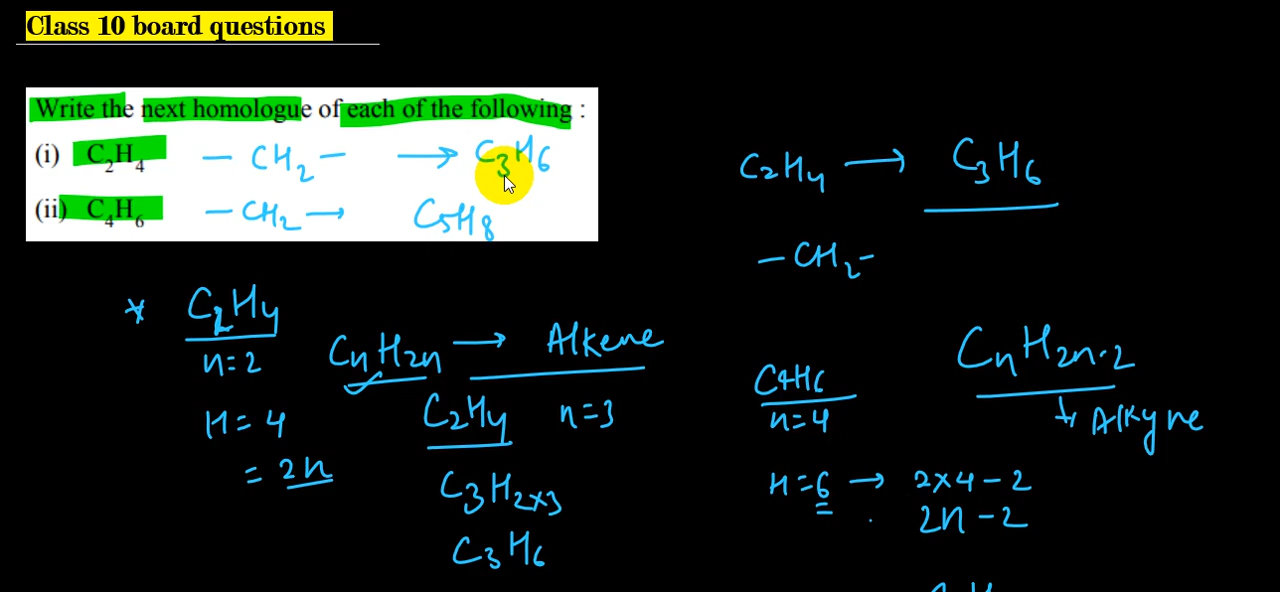 Class 10 board questions
Write the next homologue of each of the following :
(i) C₂H₄ – CH₂ – → C₃H₆
(ii) C₄H₆ – CH₂ → C₅H₈
C₂H₄ → C₃H₆
– CH₂ –
* C₂H₄
n=2
H = 4
= 2n
CnH2n → Alkene
C₂H₄ n=3
C₃H₂ₓ₃
C₃H₆
C₄H₆
n=4
CnH2n-2
↓ Alkyne
H = 6 → 2×4-2
2n-2